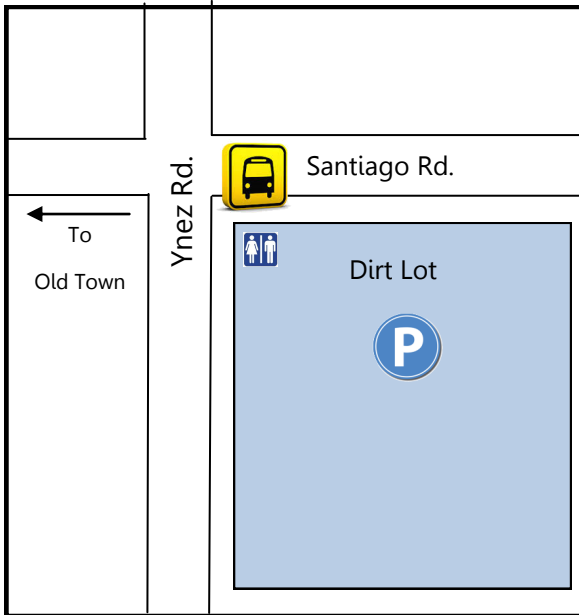 Santiago Rd.
Ynez Rd.
To
Old Town
Dirt Lot
P